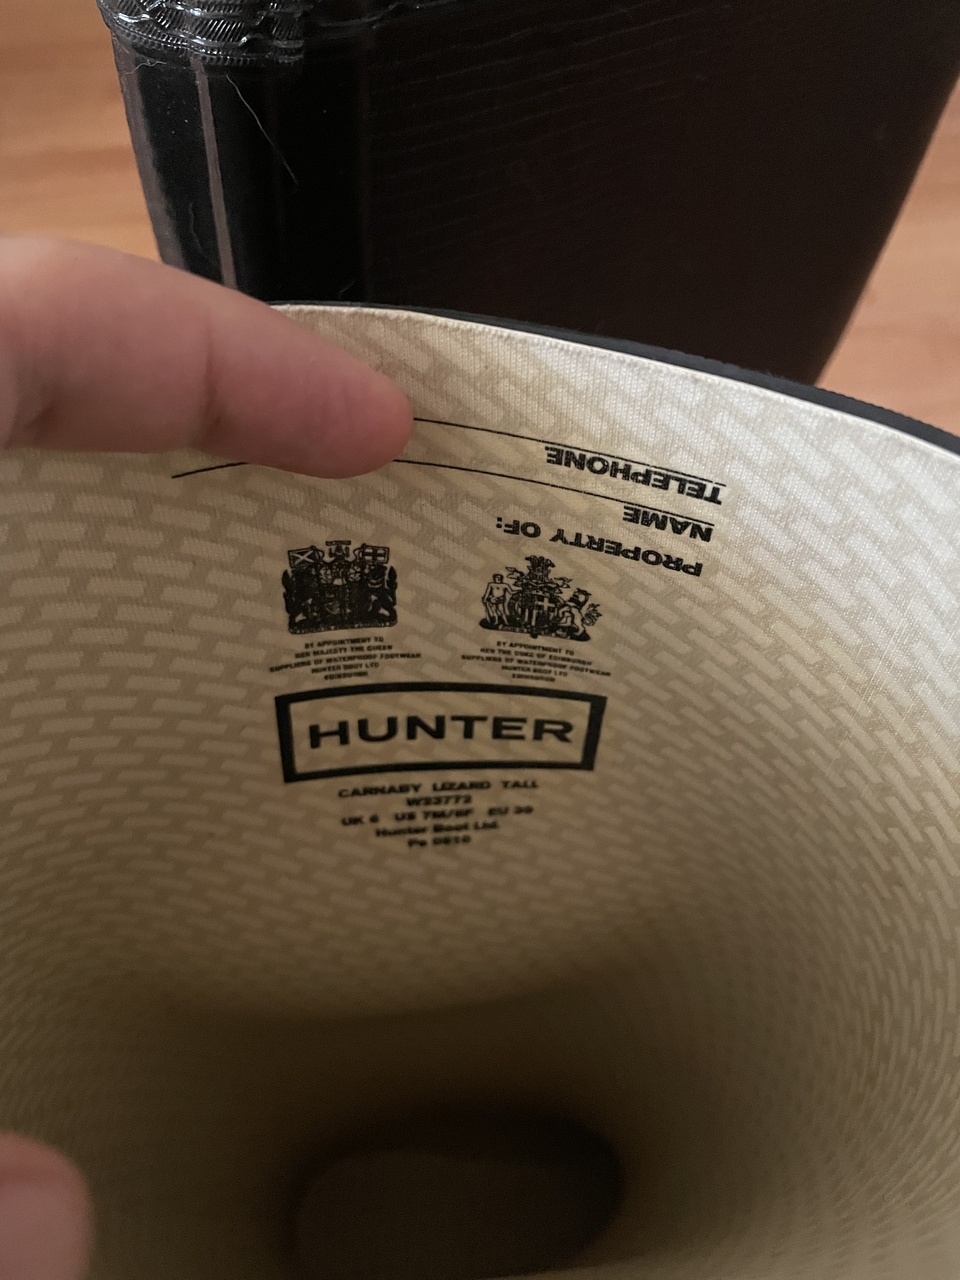 TELEPHONE
NAME
PROPERTY OF:
BY APPOINTMENT TO
HER MAJESTY THE QUEEN
SUPPLIERS OF WATERPROOF FOOTWEAR
HUNTER BOOT LTD
EDINBURGH
BY APPOINTMENT TO
HRH THE DUKE OF EDINBURGH
SUPPLIERS OF WATERPROOF FOOTWEAR
HUNTER BOOT LTD
EDINBURGH
HUNTER
CARNABY LIZARD TALL
W23772
UK 6 US 7M/8F EU 39
Hunter Boot Ltd.